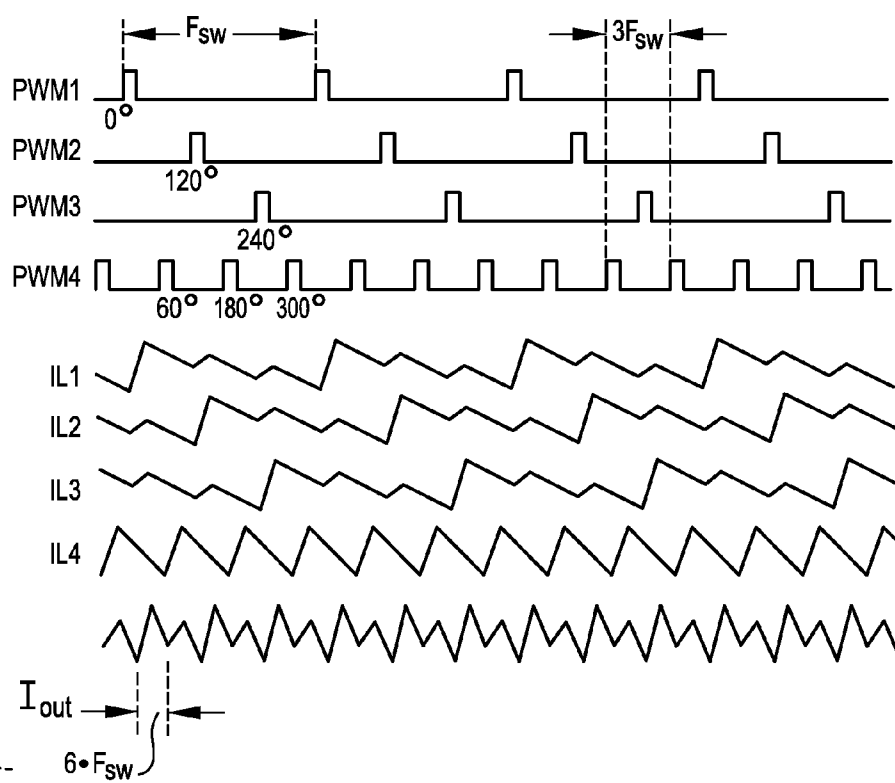 F_SW 3F_SW
PWM1
0°
PWM2
120°
PWM3
240°
PWM4
60° 180° 300°
IL1
IL2
IL3
IL4
I_out
6•F_SW